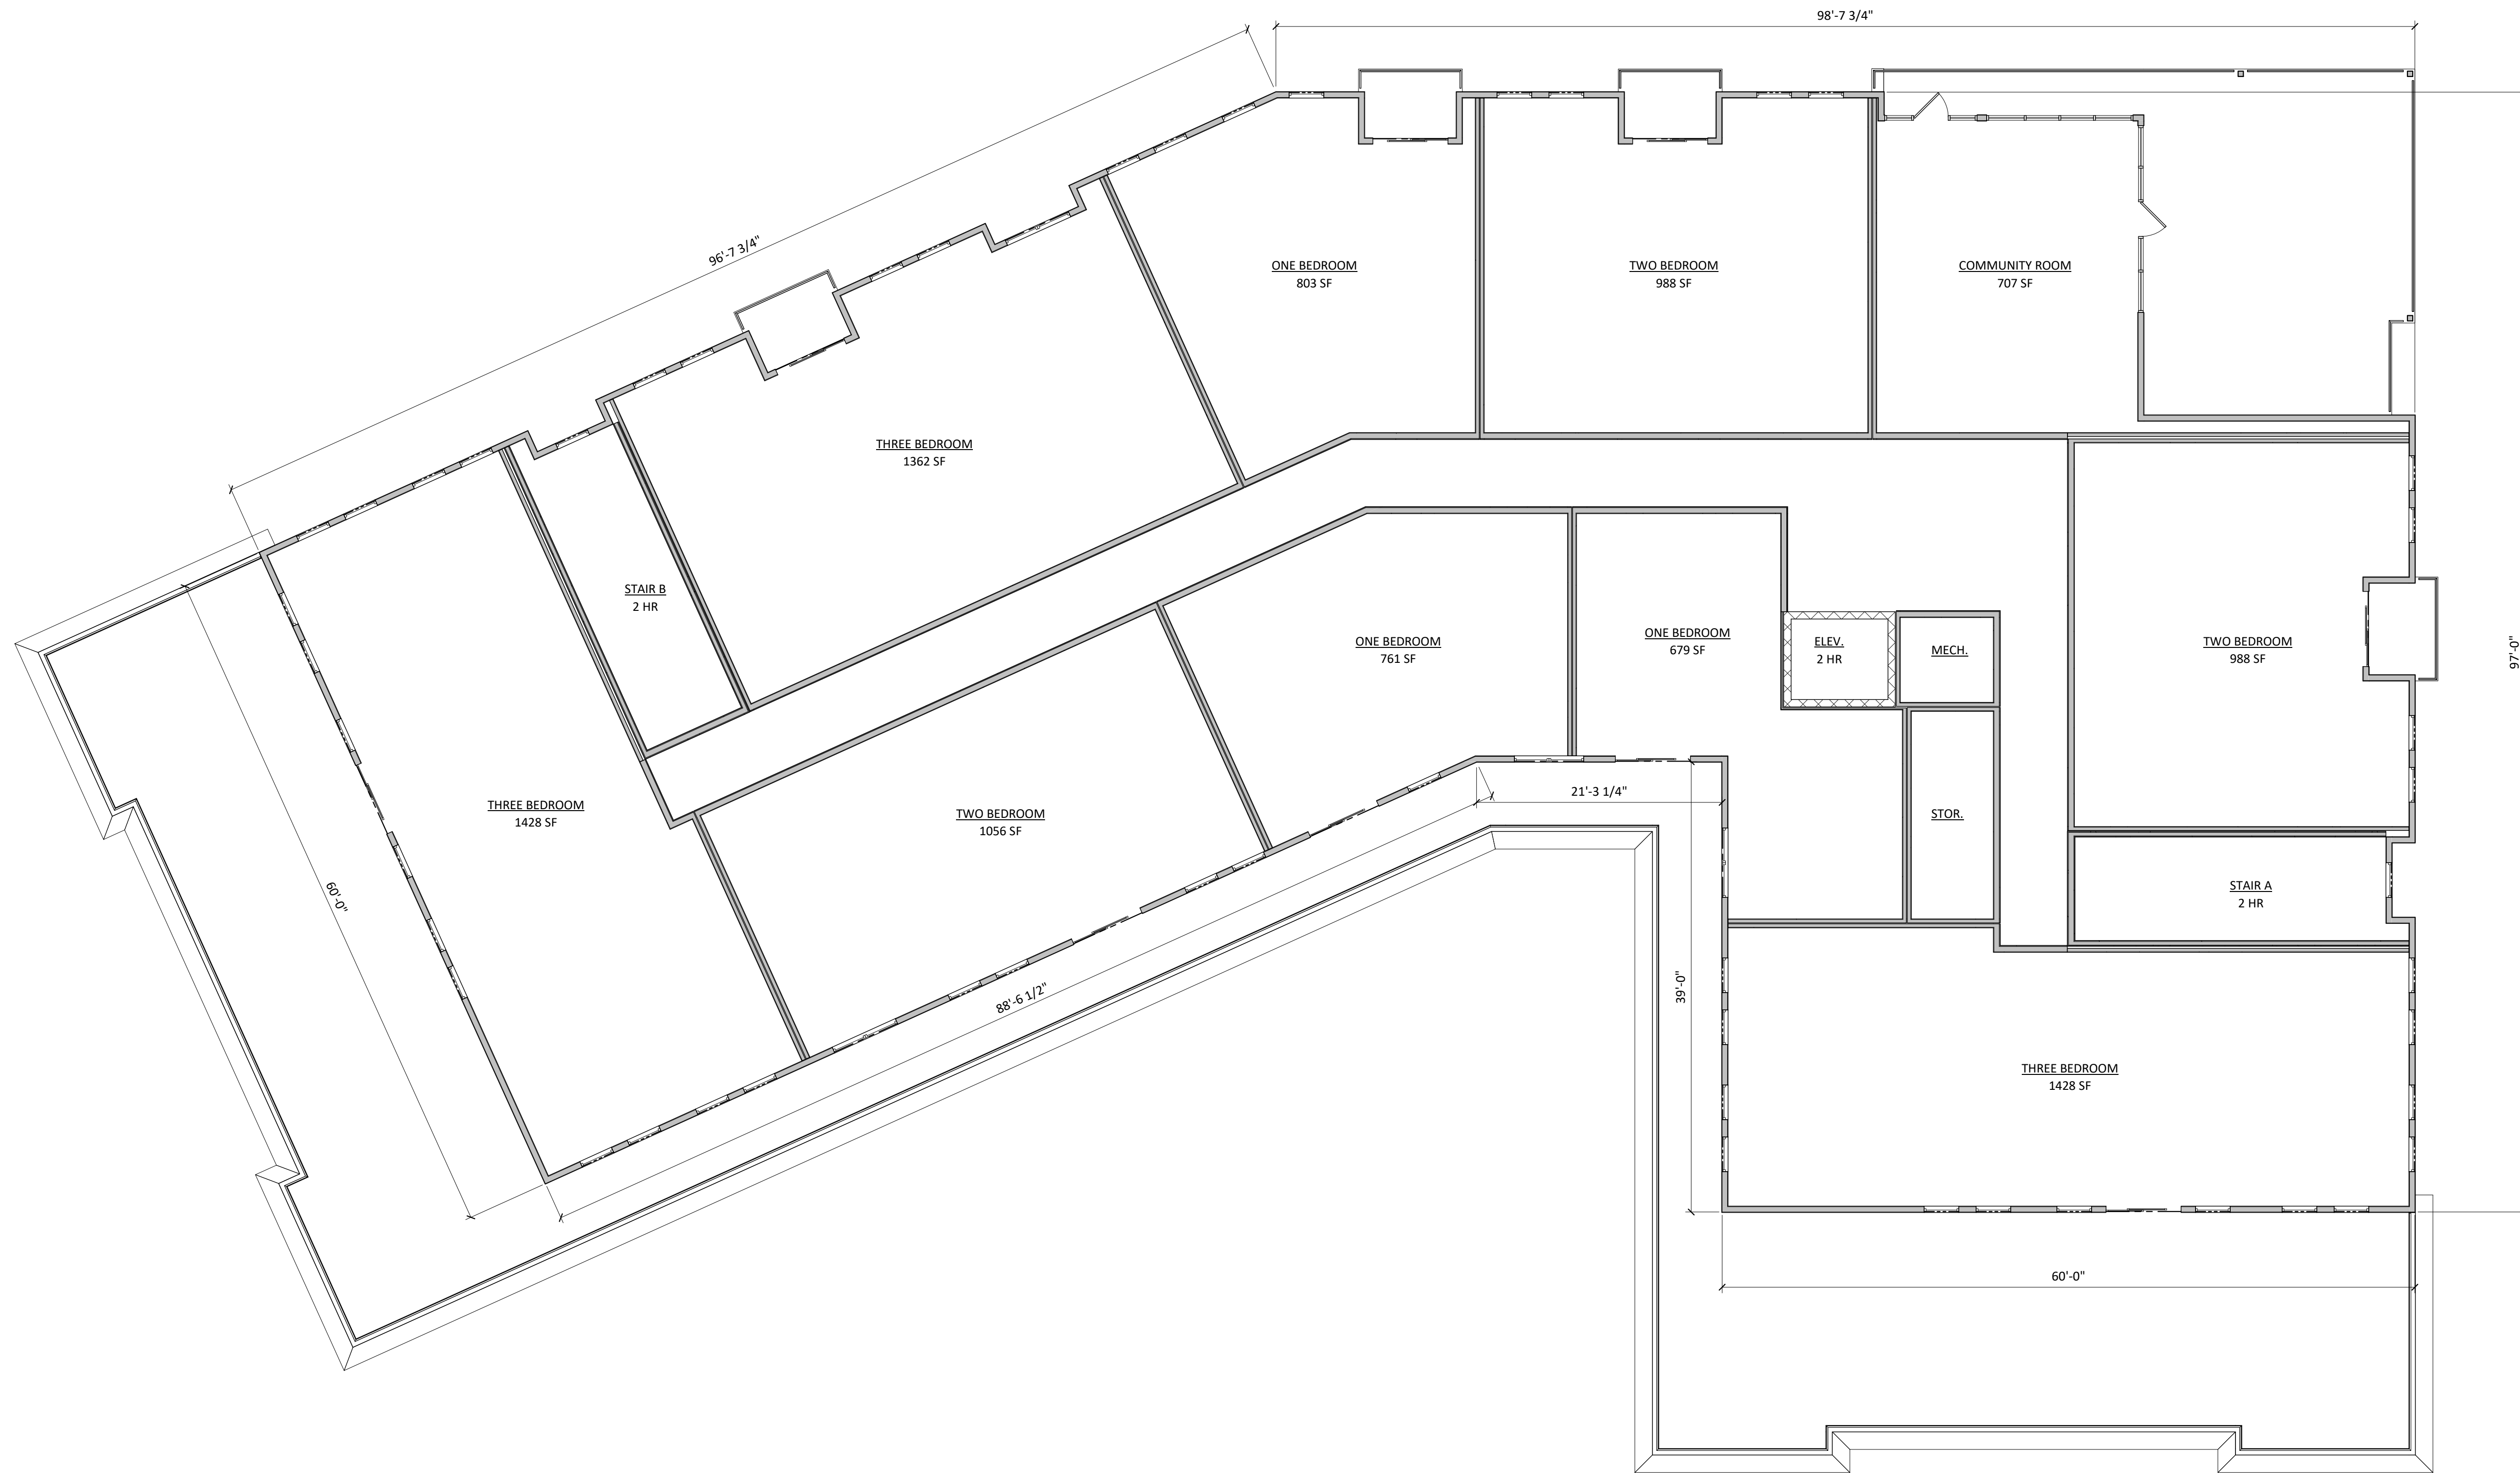 98'-7 3/4"
96'-7 3/4"
ONE BEDROOM
803 SF
TWO BEDROOM
988 SF
COMMUNITY ROOM
707 SF
THREE BEDROOM
1362 SF
STAIR B
2 HR
ONE BEDROOM
761 SF
ONE BEDROOM
679 SF
ELEV.
2 HR
MECH.
TWO BEDROOM
988 SF
97'-0"
21'-3 1/4"
THREE BEDROOM
1428 SF
TWO BEDROOM
1056 SF
STOR.
60'-0"
STAIR A
2 HR
88'-6 1/2"
39'-0"
THREE BEDROOM
1428 SF
60'-0"